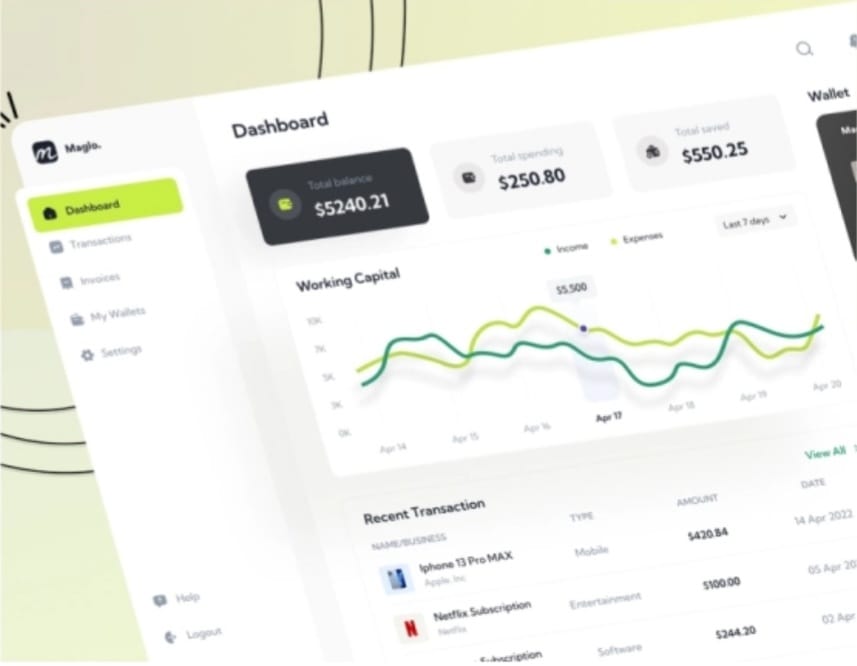 Maglo.
Dashboard
Transactions
Invoices
My Wallets
Settings
Help
Logout
Dashboard
Total balance
$5240.21
Total spending
$250.80
Total saved
$550.25
Wallet
Working Capital
Income
Expenses
Last 7 days
$5,500
10K
7K
5K
3K
0K
Apr 14
Apr 15
Apr 16
Apr 17
Apr 18
Apr 19
Apr 20
Recent Transaction
View All
NAME/BUSINESS
TYPE
AMOUNT
DATE
Iphone 13 Pro MAX
Apple. Inc
Mobile
$420.84
14 Apr 2022
Netflix Subscription
Netflix
Entertainment
$100.00
05 Apr
Subscription
Software
$244.20
02 Apr